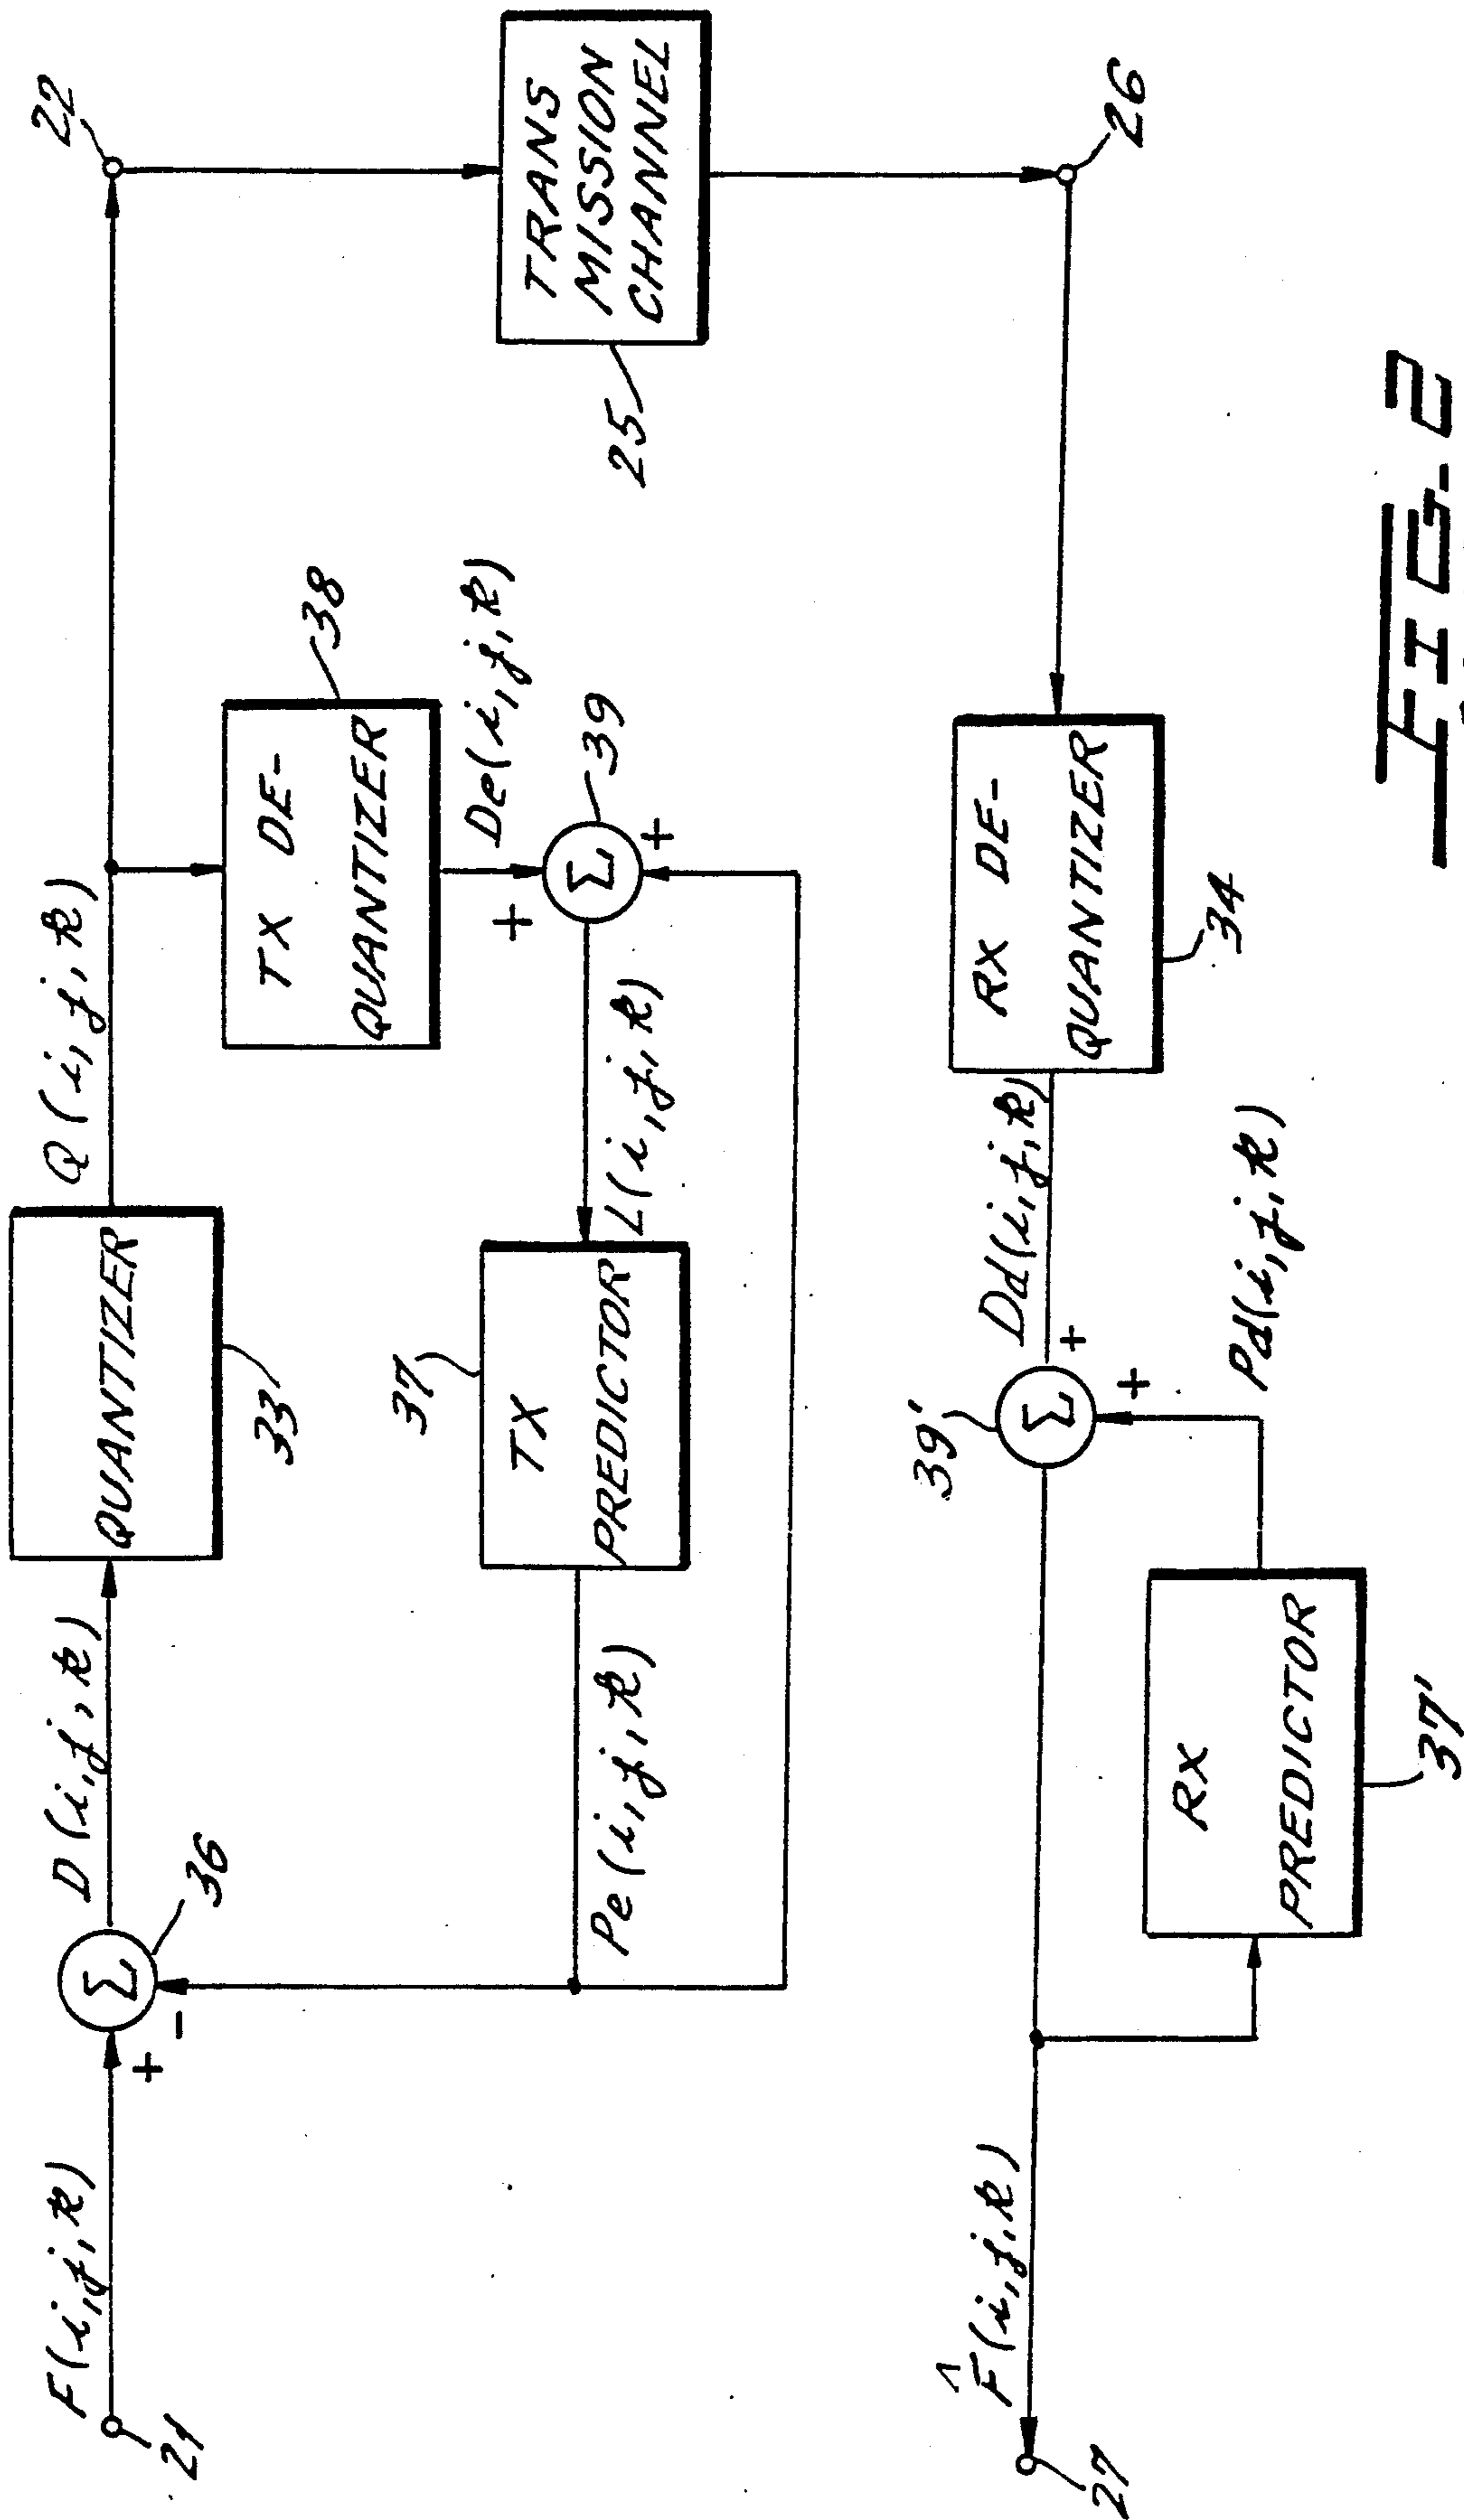 F(i,j,k)
21
+
-
Σ
36
D(i,j,k)
QUANTIZER
33
Q(i,j,k)
22
TX DE-
QUANTIZER
38
De(i,j,k)
+
Σ
39
+
L(i,j,k)
TX
PREDICTOR
37
Pe(i,j,k)
TRANS
MISSION
CHANNEL
25
26
RX DE-
QUANTIZER
34
Dd(i,j,k)
+
Σ
39'
+
Pd(i,j,k)
RX
PREDICTOR
37'
^
F(i,j,k)
27
FIG-2